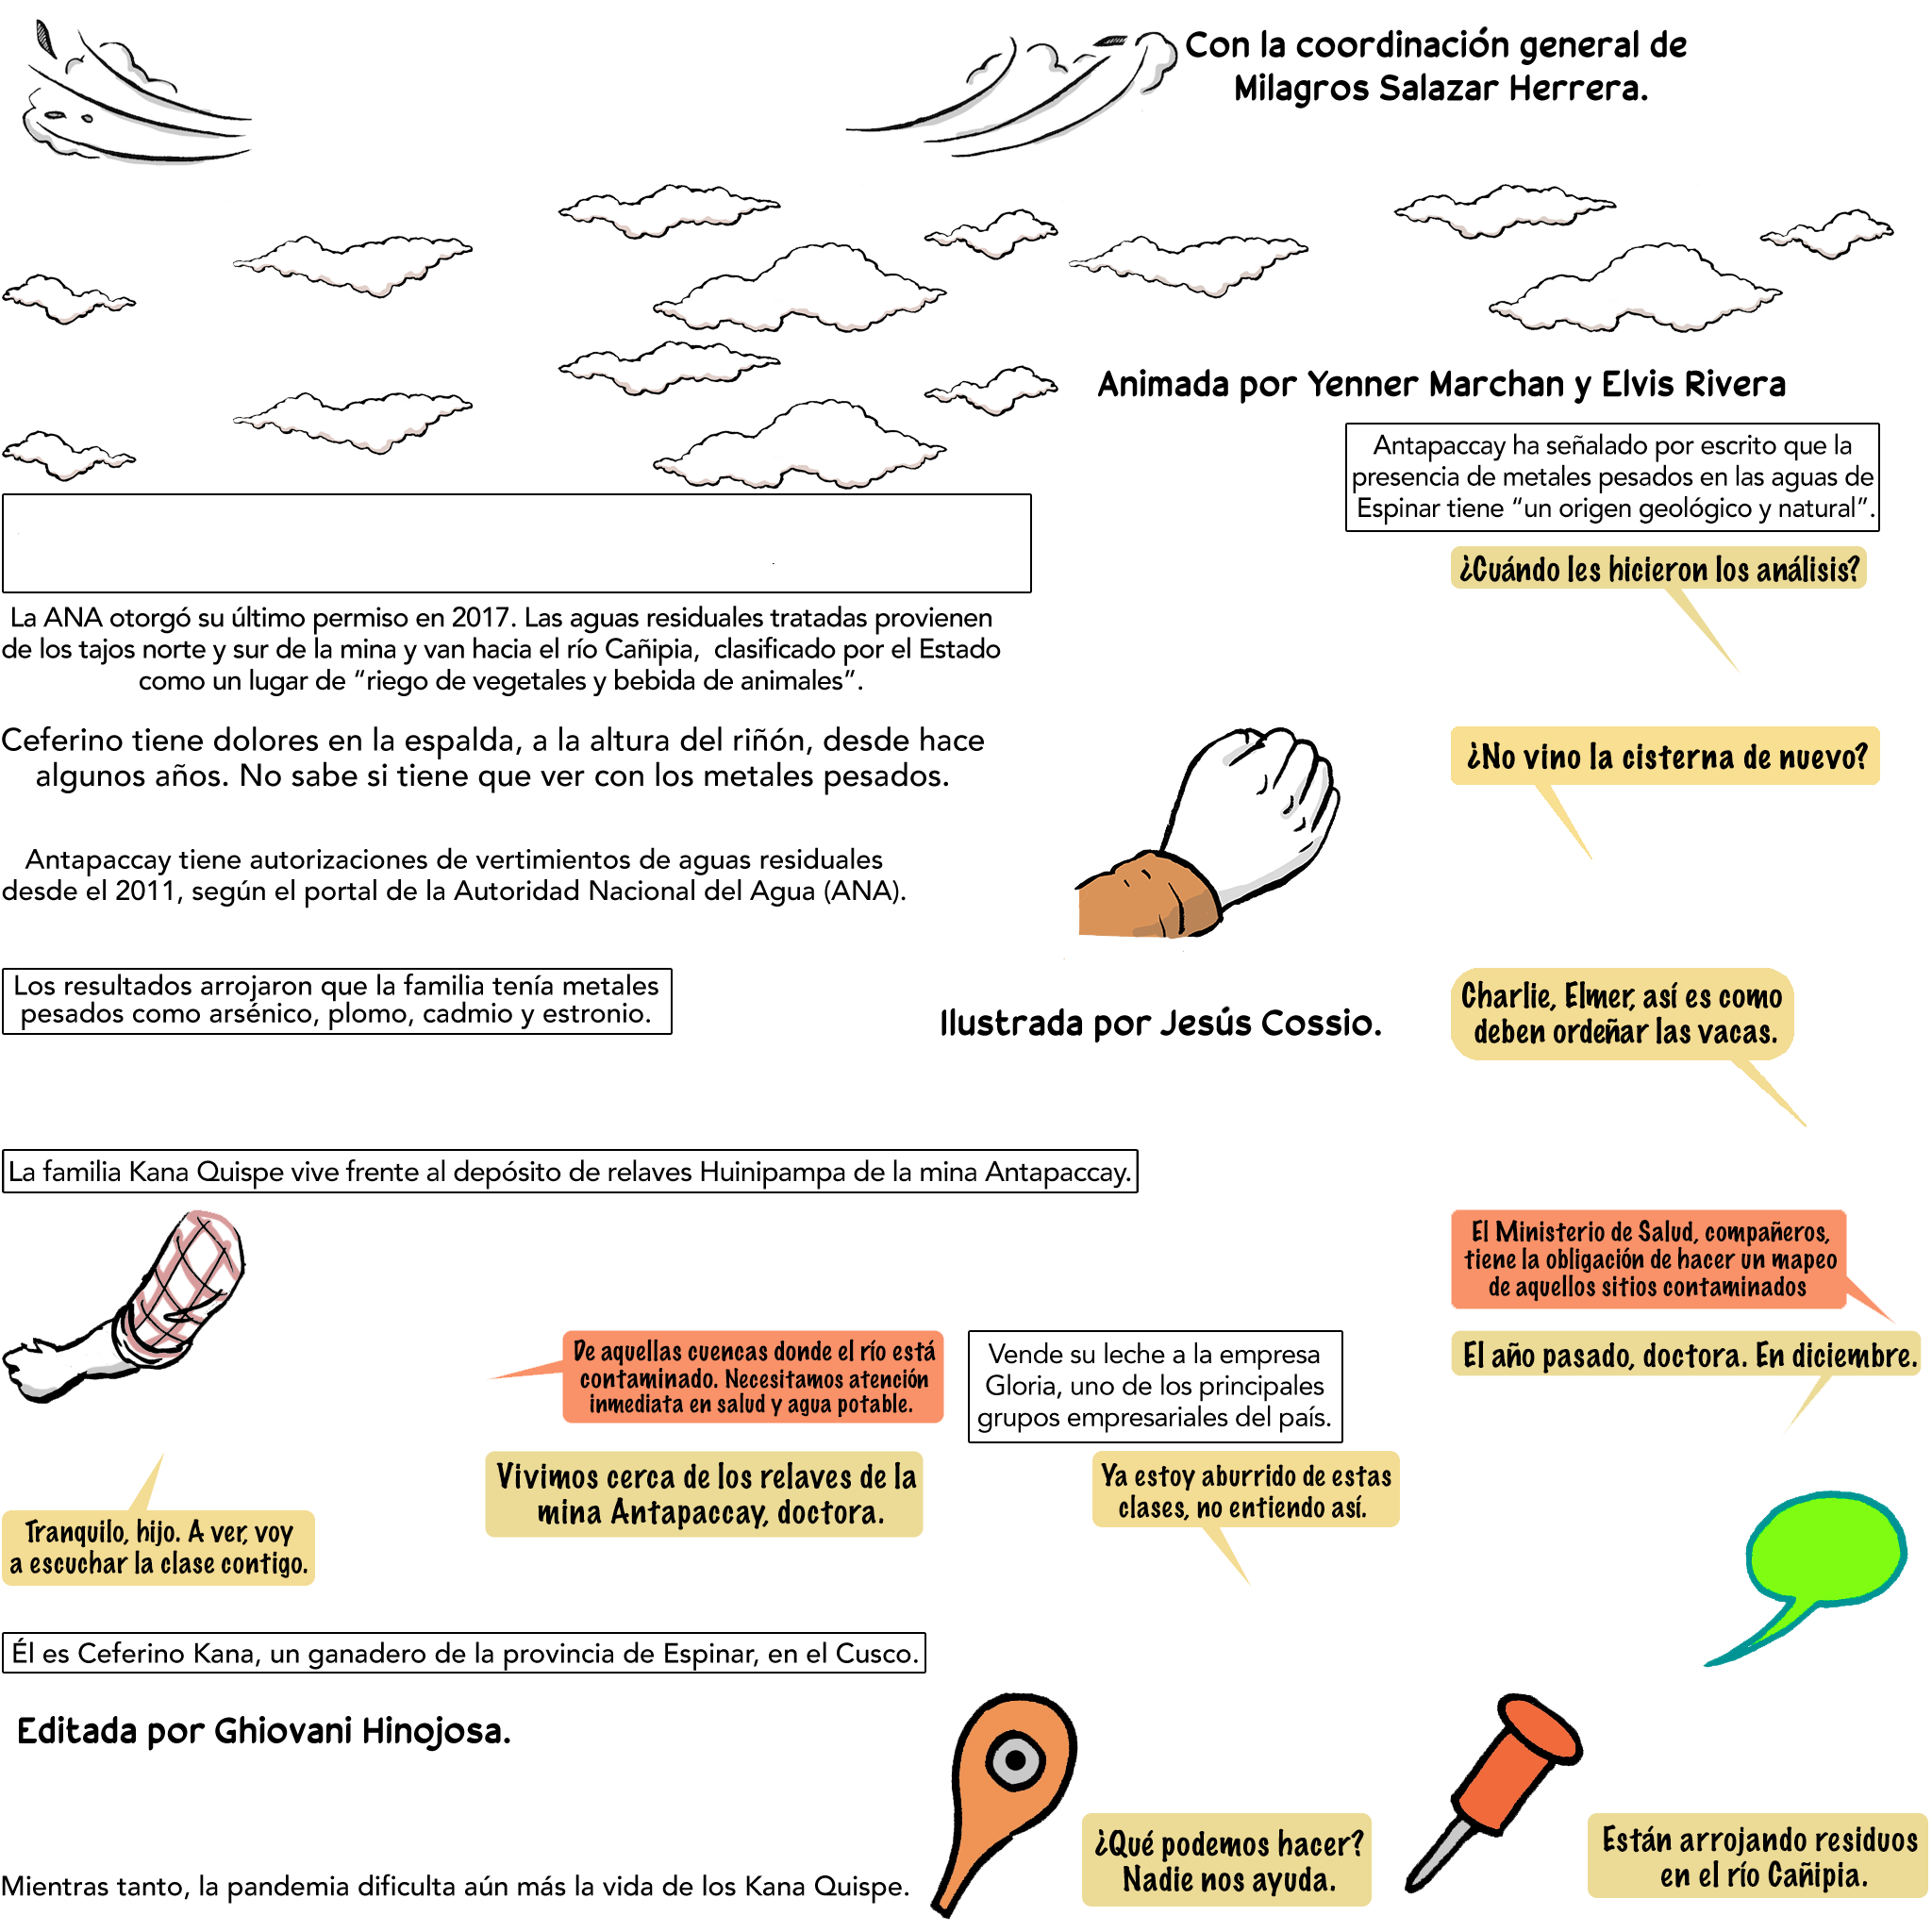 Con la coordinación general de
Milagros Salazar Herrera.
Animada por Yenner Marchan y Elvis Rivera
Antapaccay ha señalado por escrito que la
presencia de metales pesados en las aguas de
Espinar tiene “un origen geológico y natural”.
¿Cuándo les hicieron los análisis?
La ANA otorgó su último permiso en 2017. Las aguas residuales tratadas provienen
de los tajos norte y sur de la mina y van hacia el río Cañipia, clasificado por el Estado
como un lugar de “riego de vegetales y bebida de animales”.
Ceferino tiene dolores en la espalda, a la altura del riñón, desde hace
algunos años. No sabe si tiene que ver con los metales pesados.
¿No vino la cisterna de nuevo?
Antapaccay tiene autorizaciones de vertimientos de aguas residuales
desde el 2011, según el portal de la Autoridad Nacional del Agua (ANA).
Los resultados arrojaron que la familia tenía metales
pesados como arsénico, plomo, cadmio y estronio.
Ilustrada por Jesús Cossio.
Charlie, Elmer, así es como
deben ordeñar las vacas.
La familia Kana Quispe vive frente al depósito de relaves Huinipampa de la mina Antapaccay.
El Ministerio de Salud, compañeros,
tiene la obligación de hacer un mapeo
de aquellos sitios contaminados
De aquellas cuencas donde el río está
contaminado. Necesitamos atención
inmediata en salud y agua potable.
Vende su leche a la empresa
Gloria, uno de los principales
grupos empresariales del país.
El año pasado, doctora. En diciembre.
Vivimos cerca de los relaves de la
mina Antapaccay, doctora.
Ya estoy aburrido de estas
clases, no entiendo así.
Tranquilo, hijo. A ver, voy
a escuchar la clase contigo.
Él es Ceferino Kana, un ganadero de la provincia de Espinar, en el Cusco.
Editada por Ghiovani Hinojosa.
¿Qué podemos hacer?
Nadie nos ayuda.
Están arrojando residuos
en el río Cañipia.
Mientras tanto, la pandemia dificulta aún más la vida de los Kana Quispe.